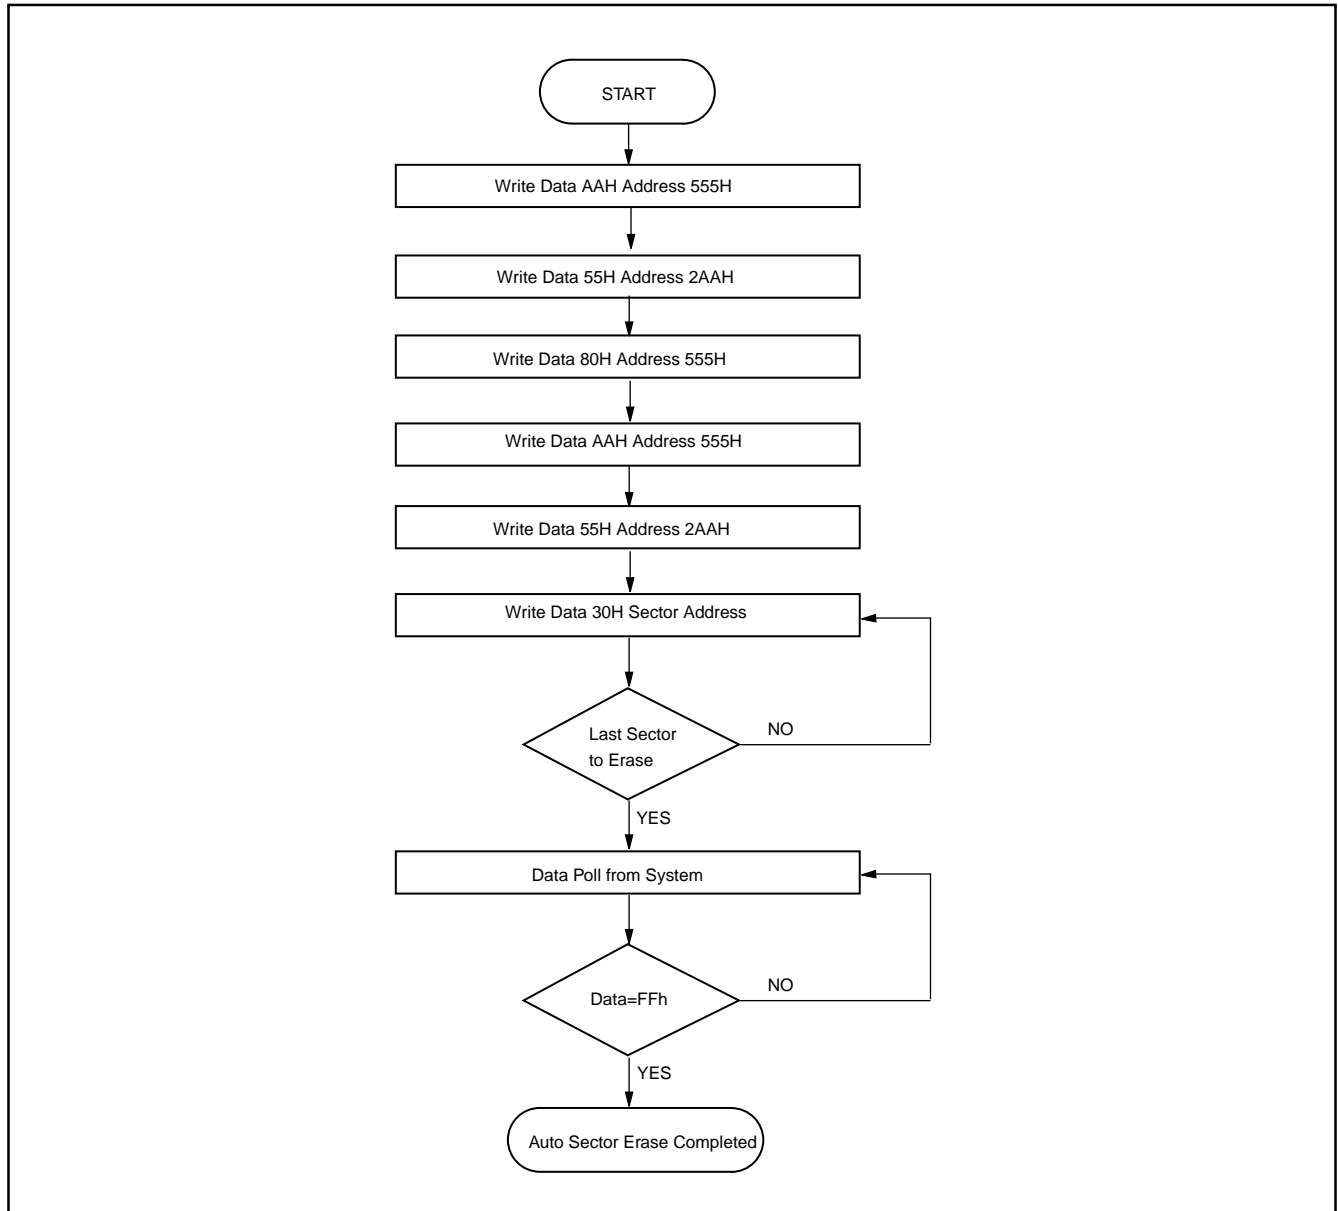 START
Write Data AAH Address 555H
Write Data 55H Address 2AAH
Write Data 80H Address 555H
Write Data AAH Address 555H
Write Data 55H Address 2AAH
Write Data 30H Sector Address
Last Sector
to Erase
NO
YES
Data Poll from System
Data=FFh
NO
YES
Auto Sector Erase Completed